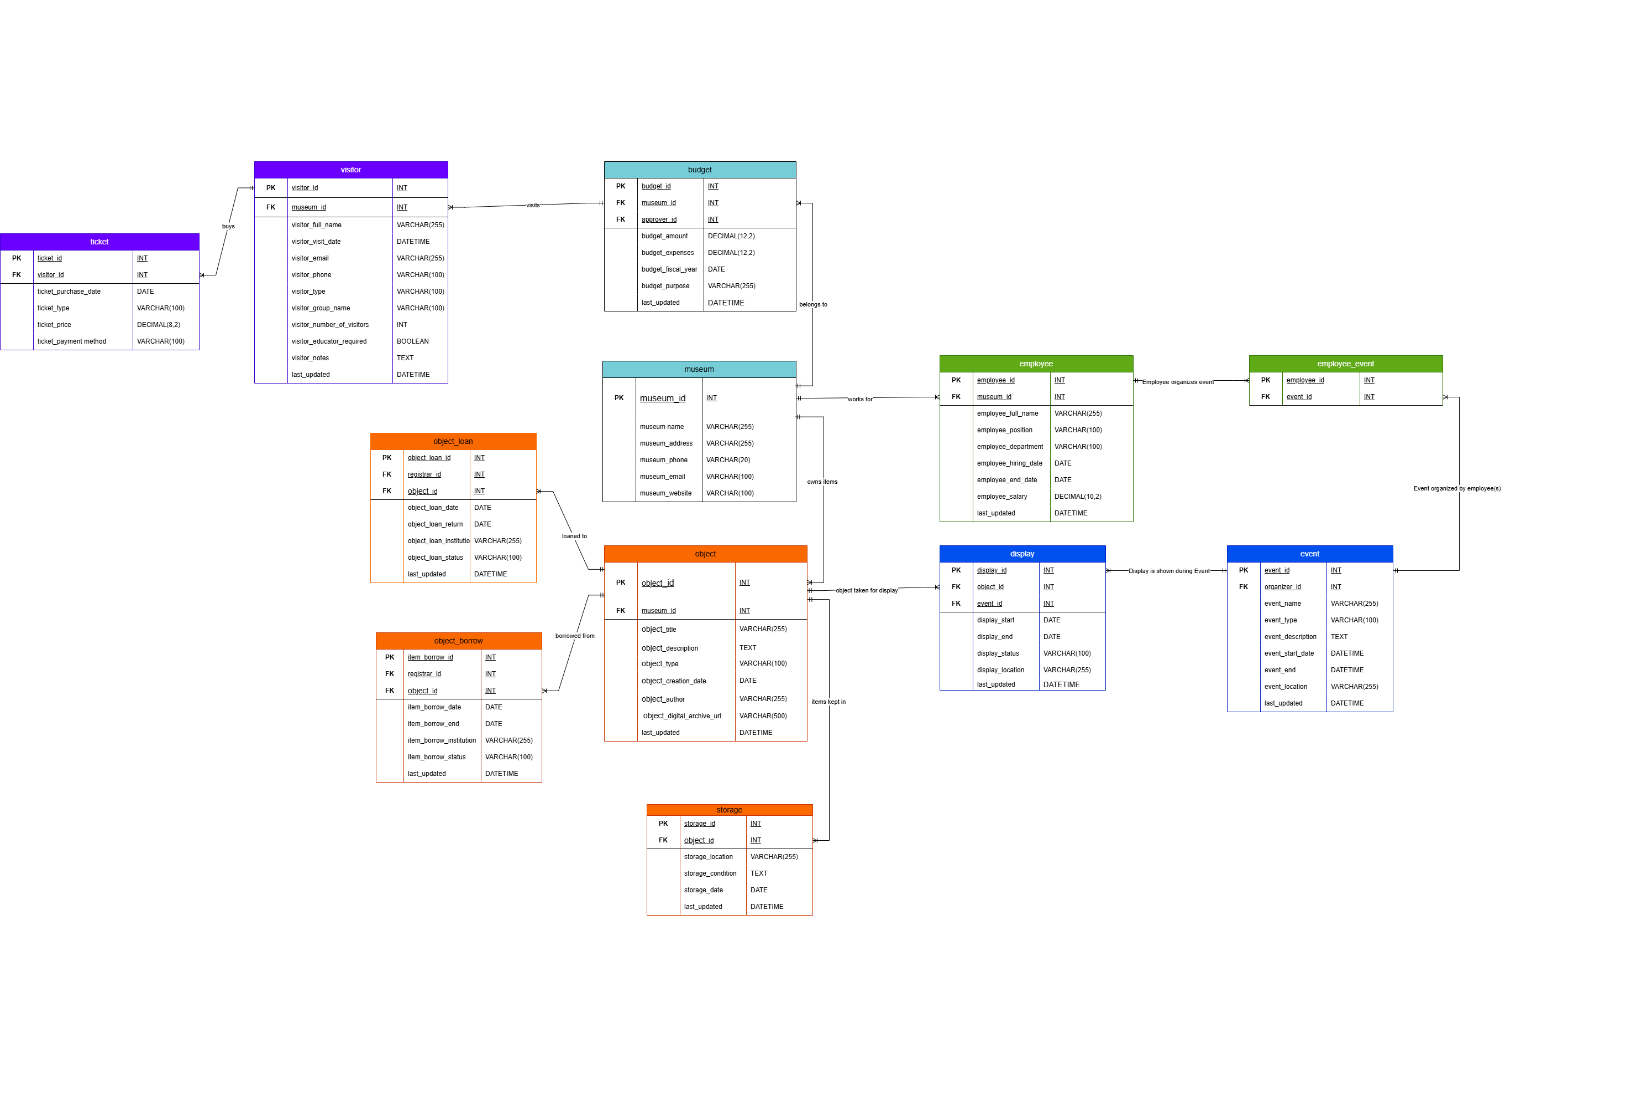 visitor
PK visitor_id INT
FK museum_id INT
visitor_full_name VARCHAR(255)
visitor_visit_date DATETIME
visitor_email VARCHAR(255)
visitor_phone VARCHAR(100)
visitor_type VARCHAR(100)
visitor_group_name VARCHAR(100)
visitor_number_of_visitors INT
visitor_educator_required BOOLEAN
visitor_notes TEXT
last_updated DATETIME
buys
ticket
PK ticket_id INT
FK visitor_id INT
ticket_purchase_date DATE
ticket_type VARCHAR(100)
ticket_price DECIMAL(8,2)
ticket_payment method VARCHAR(100)
visits
budget
PK budget_id INT
FK museum_id INT
FK approver_id INT
budget_amount DECIMAL(12,2)
budget_expenses DECIMAL(12,2)
budget_fiscal_year DATE
budget_purpose VARCHAR(255)
last_updated DATETIME
belongs to
museum
PK museum_id INT
museum name VARCHAR(255)
museum_address VARCHAR(255)
museum_phone VARCHAR(20)
museum_email VARCHAR(100)
museum_website VARCHAR(100)
works for
owns items
employee
PK employee_id INT
FK museum_id INT
employee_full_name VARCHAR(255)
employee_position VARCHAR(100)
employee_department VARCHAR(100)
employee_hiring_date DATE
employee_end_date DATE
employee_salary DECIMAL(10,2)
last_updated DATETIME
Employee organizes event
employee_event
PK employee_id INT
FK event_id INT
Event organized by employee(s)
object_loan
PK object_loan_id INT
FK registrar_id INT
FK object_id INT
object_loan_date DATE
object_loan_return DATE
object_loan_institutio VARCHAR(255)
object_loan_status VARCHAR(100)
last_updated DATETIME
loaned to
object
PK object_id INT
FK museum_id INT
object_title VARCHAR(255)
object_description TEXT
object_type VARCHAR(100)
object_creation_date DATE
object_author VARCHAR(255)
object_digital_archive_url VARCHAR(500)
last_updated DATETIME
object taken for display
display
PK display_id INT
FK object_id INT
FK event_id INT
display_start DATE
display_end DATE
display_status VARCHAR(100)
display_location VARCHAR(255)
last_updated DATETIME
Display is shown during Event
event
PK event_id INT
FK organizer_id INT
event_name VARCHAR(255)
event_type VARCHAR(100)
event_description TEXT
event_start_date DATETIME
event_end DATETIME
event_location VARCHAR(255)
last_updated DATETIME
borrowed from
object_borrow
PK item_borrow_id INT
FK registrar_id INT
FK object_id INT
item_borrow_date DATE
item_borrow_end DATE
item_borrow_institution VARCHAR(255)
item_borrow_status VARCHAR(100)
last_updated DATETIME
items kept in
storage
PK storage_id INT
FK object_id INT
storage_location VARCHAR(255)
storage_condition TEXT
storage_date DATE
last_updated DATETIME